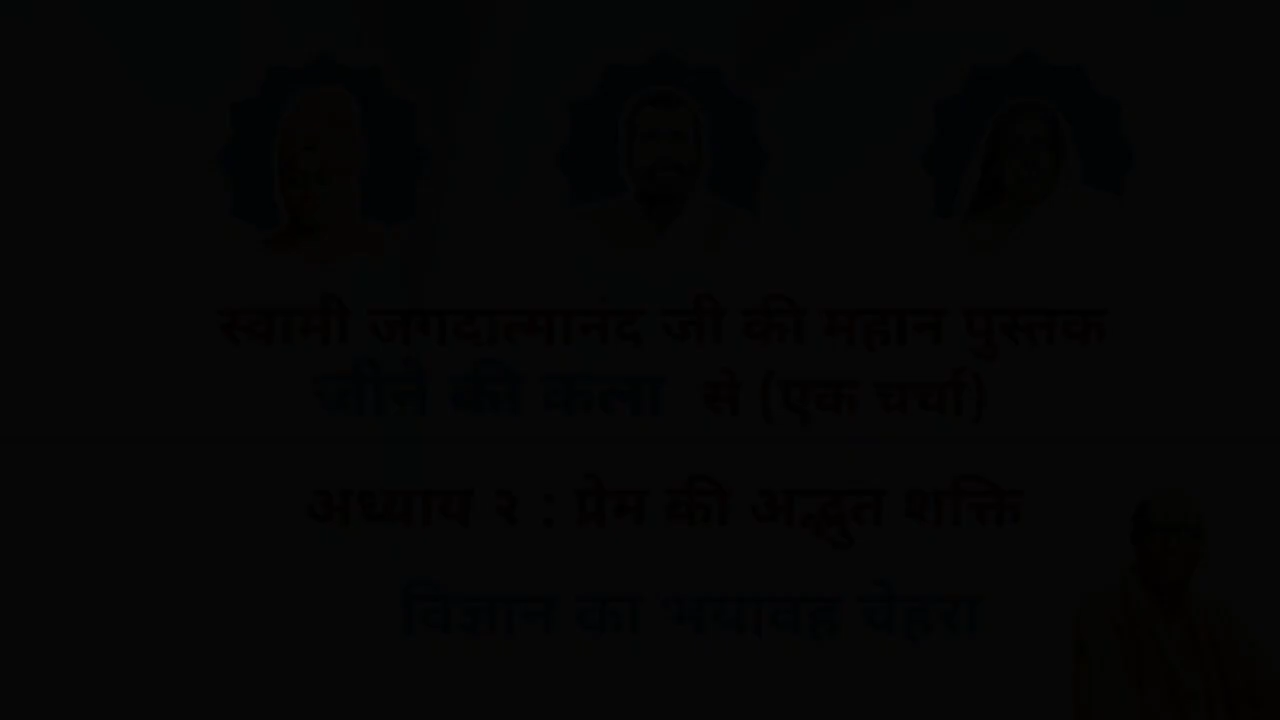 स्वामी जगदात्मानंद जी की महान पुस्तक
जीने की कला से (एक चर्चा)
अध्याय २ : प्रेम की अद्भुत शक्ति
विज्ञान का भयावह चेहरा